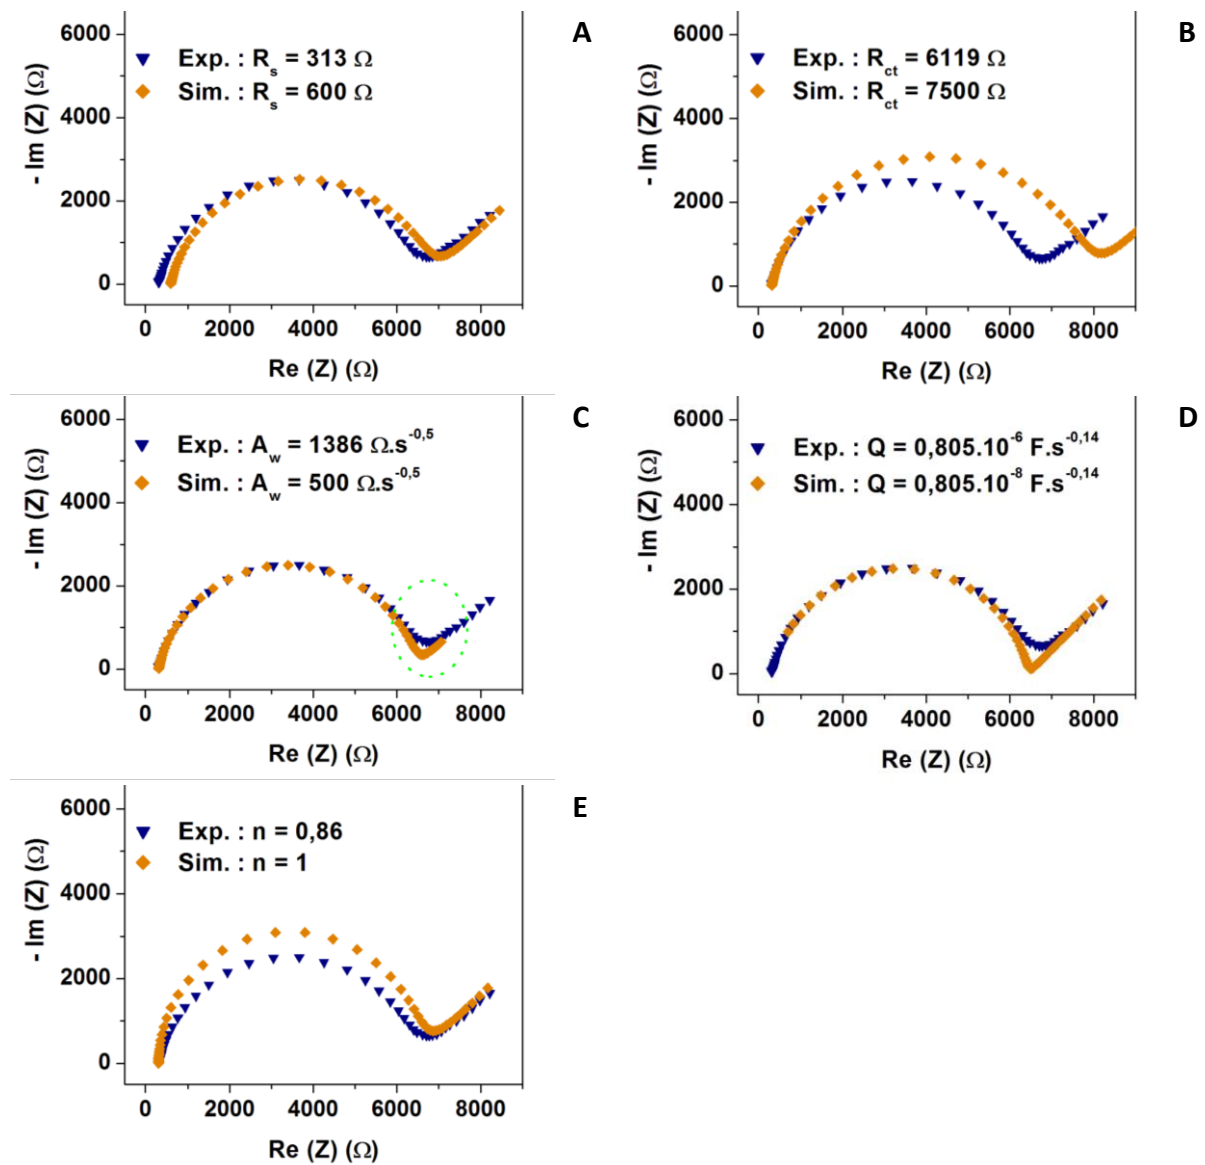 A
6000
4000
2000
0
- Im (Z) (Ω)
Exp. : Rs = 313 Ω
Sim. : Rs = 600 Ω
0 2000 4000 6000 8000
Re (Z) (Ω)
B
6000
4000
2000
0
- Im (Z) (Ω)
Exp. : Rct = 6119 Ω
Sim. : Rct = 7500 Ω
0 2000 4000 6000 8000
Re (Z) (Ω)
C
6000
4000
2000
0
- Im (Z) (Ω)
Exp. : Aw = 1386 Ω.s-0,5
Sim. : Aw = 500 Ω.s-0,5
0 2000 4000 6000 8000
Re (Z) (Ω)
D
6000
4000
2000
0
- Im (Z) (Ω)
Exp. : Q = 0,805.10-6 F.s-0,14
Sim. : Q = 0,805.10-8 F.s-0,14
0 2000 4000 6000 8000
Re (Z) (Ω)
E
6000
4000
2000
0
- Im (Z) (Ω)
Exp. : n = 0,86
Sim. : n = 1
0 2000 4000 6000 8000
Re (Z) (Ω)